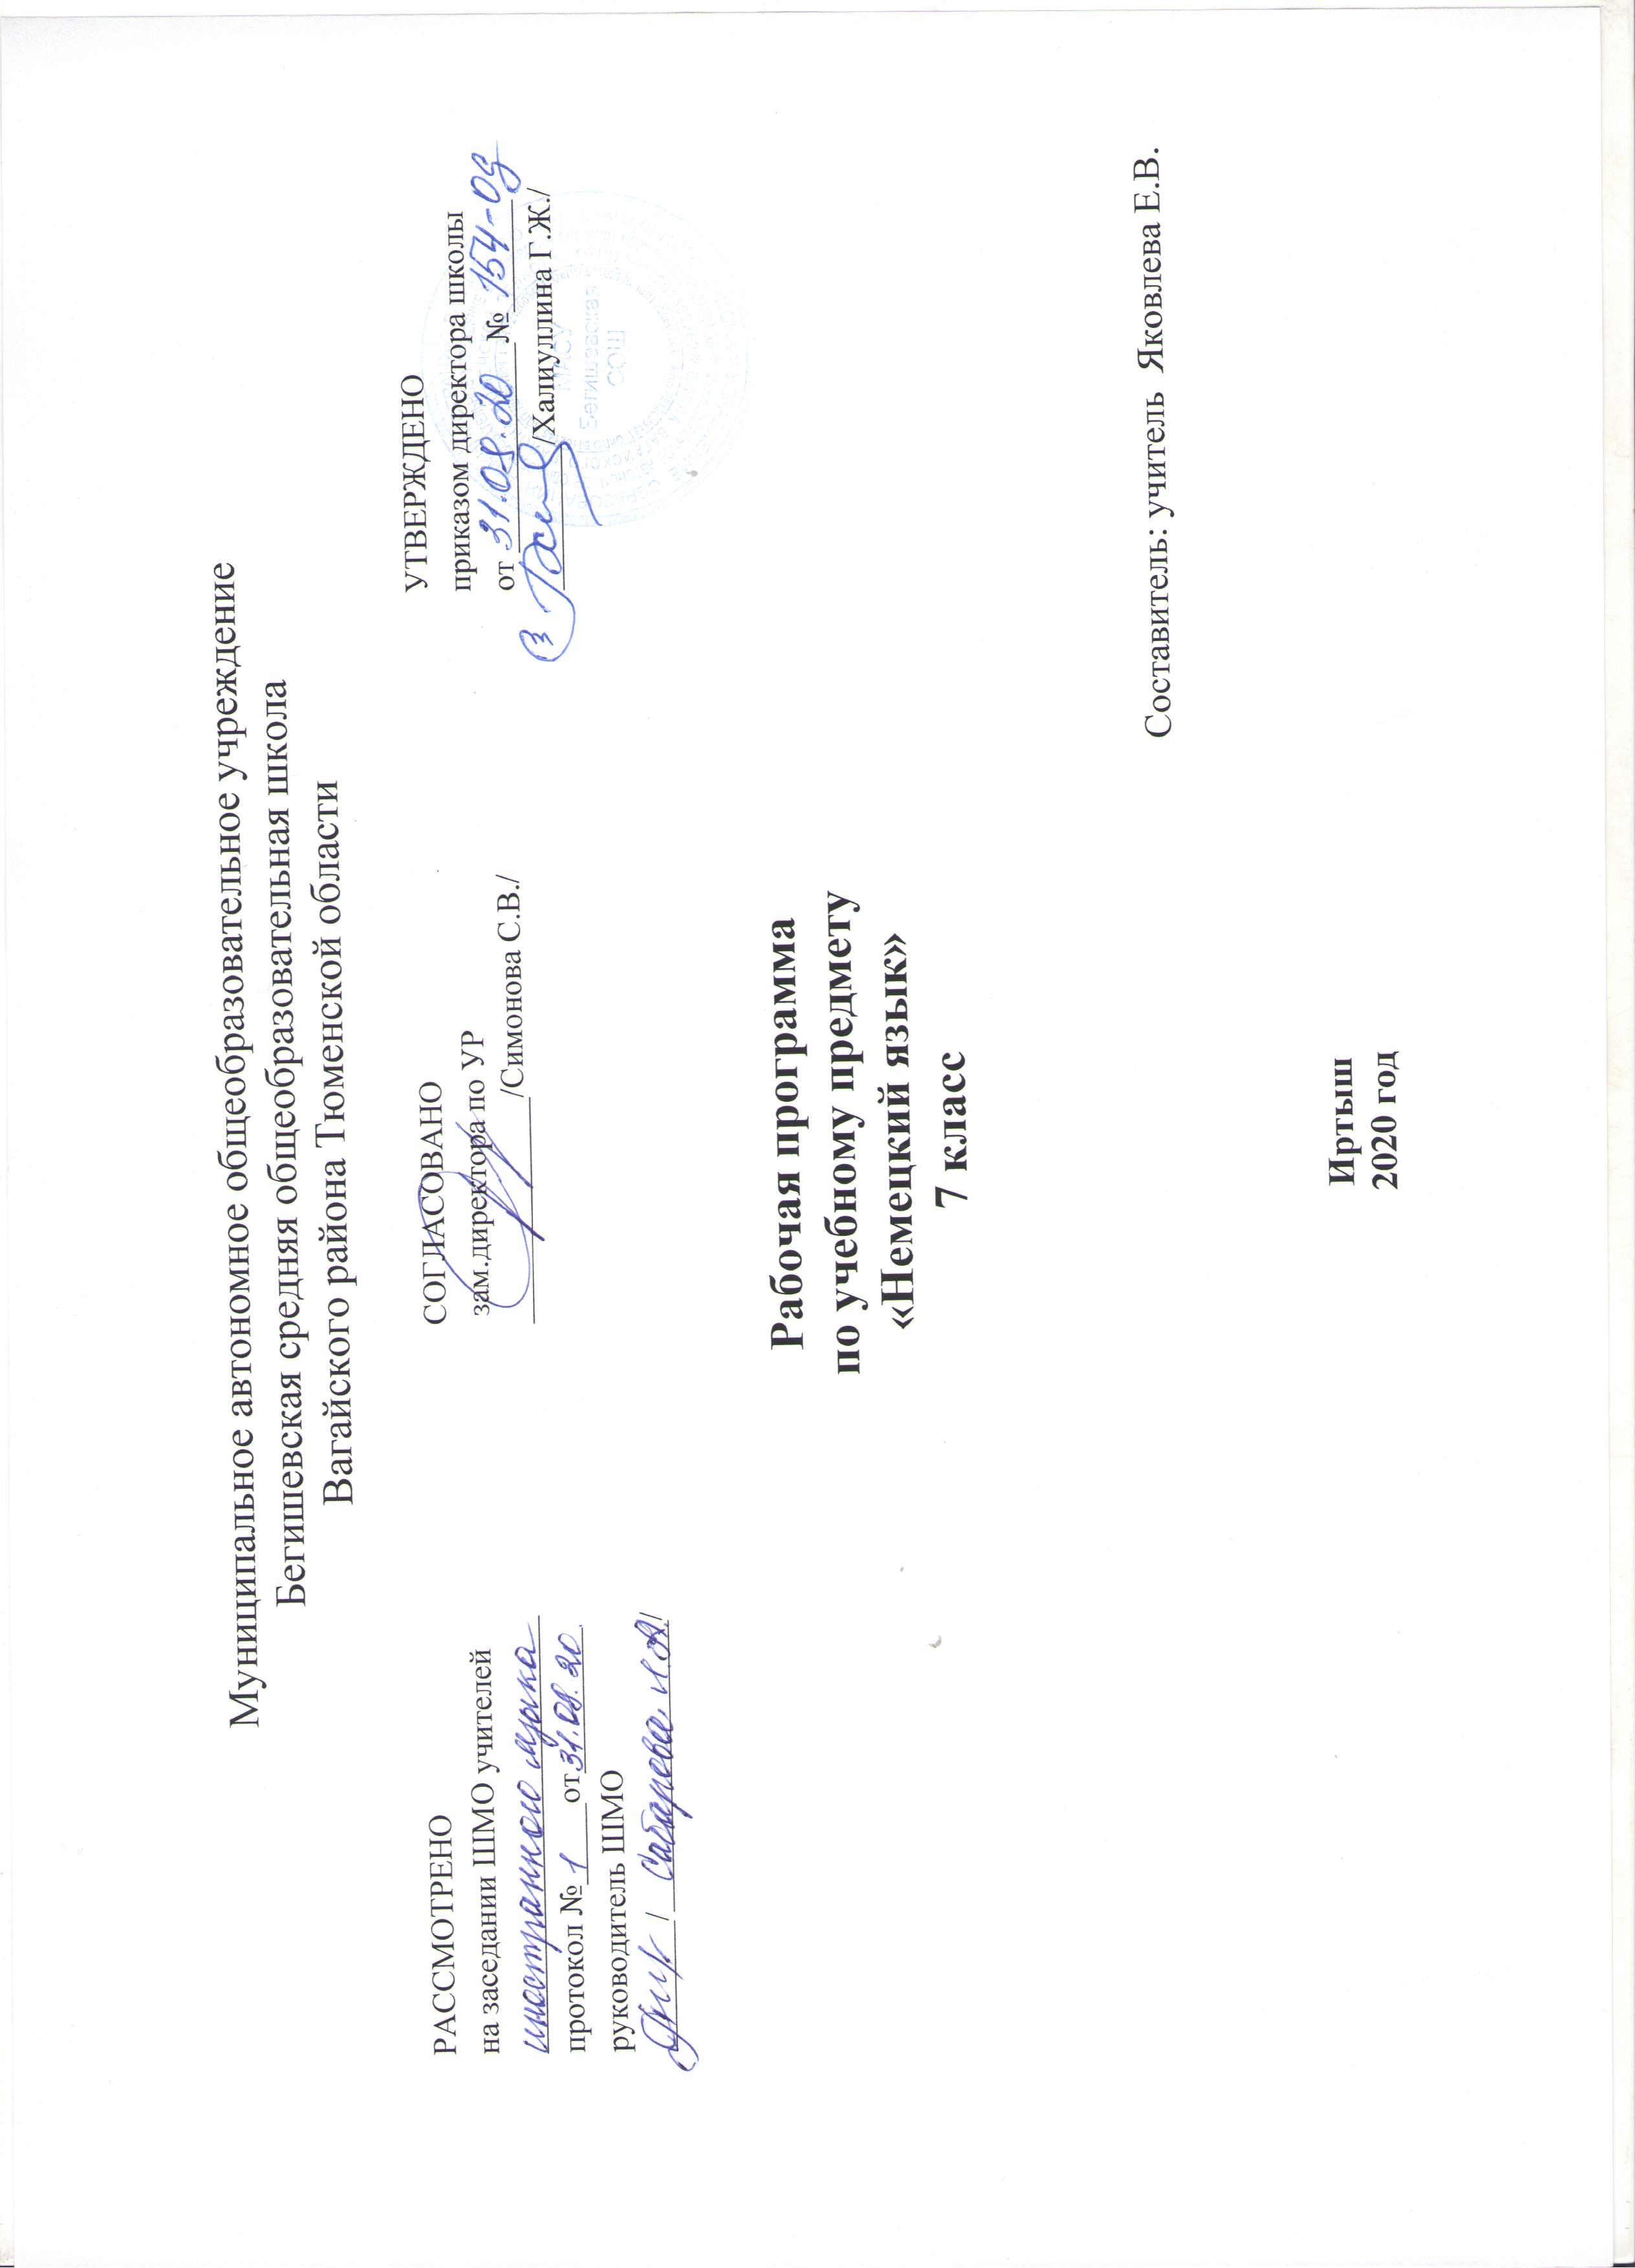 Муниципальное автономное общеобразовательное учреждение
Бегишевская средняя общеобразовательная школа
Вагайского района Тюменской области
РАССМОТРЕНО
на заседании ШМО учителей
иностранного языка
протокол № 1 от 31.08.20.
руководитель ШМО
/ /
СОГЛАСОВАНО
зам.директора по УР
/Симонова С.В./
УТВЕРЖДЕНО
приказом директора школы
от 31.08.20 № 154-од
/Халиуллина Г.Ж./
МАОУ
Бегишевская
СОШ
Рабочая программа
по учебному предмету
«Немецкий язык»
7 класс
Составитель: учитель Яковлева Е.В.
Иртыш
2020 год